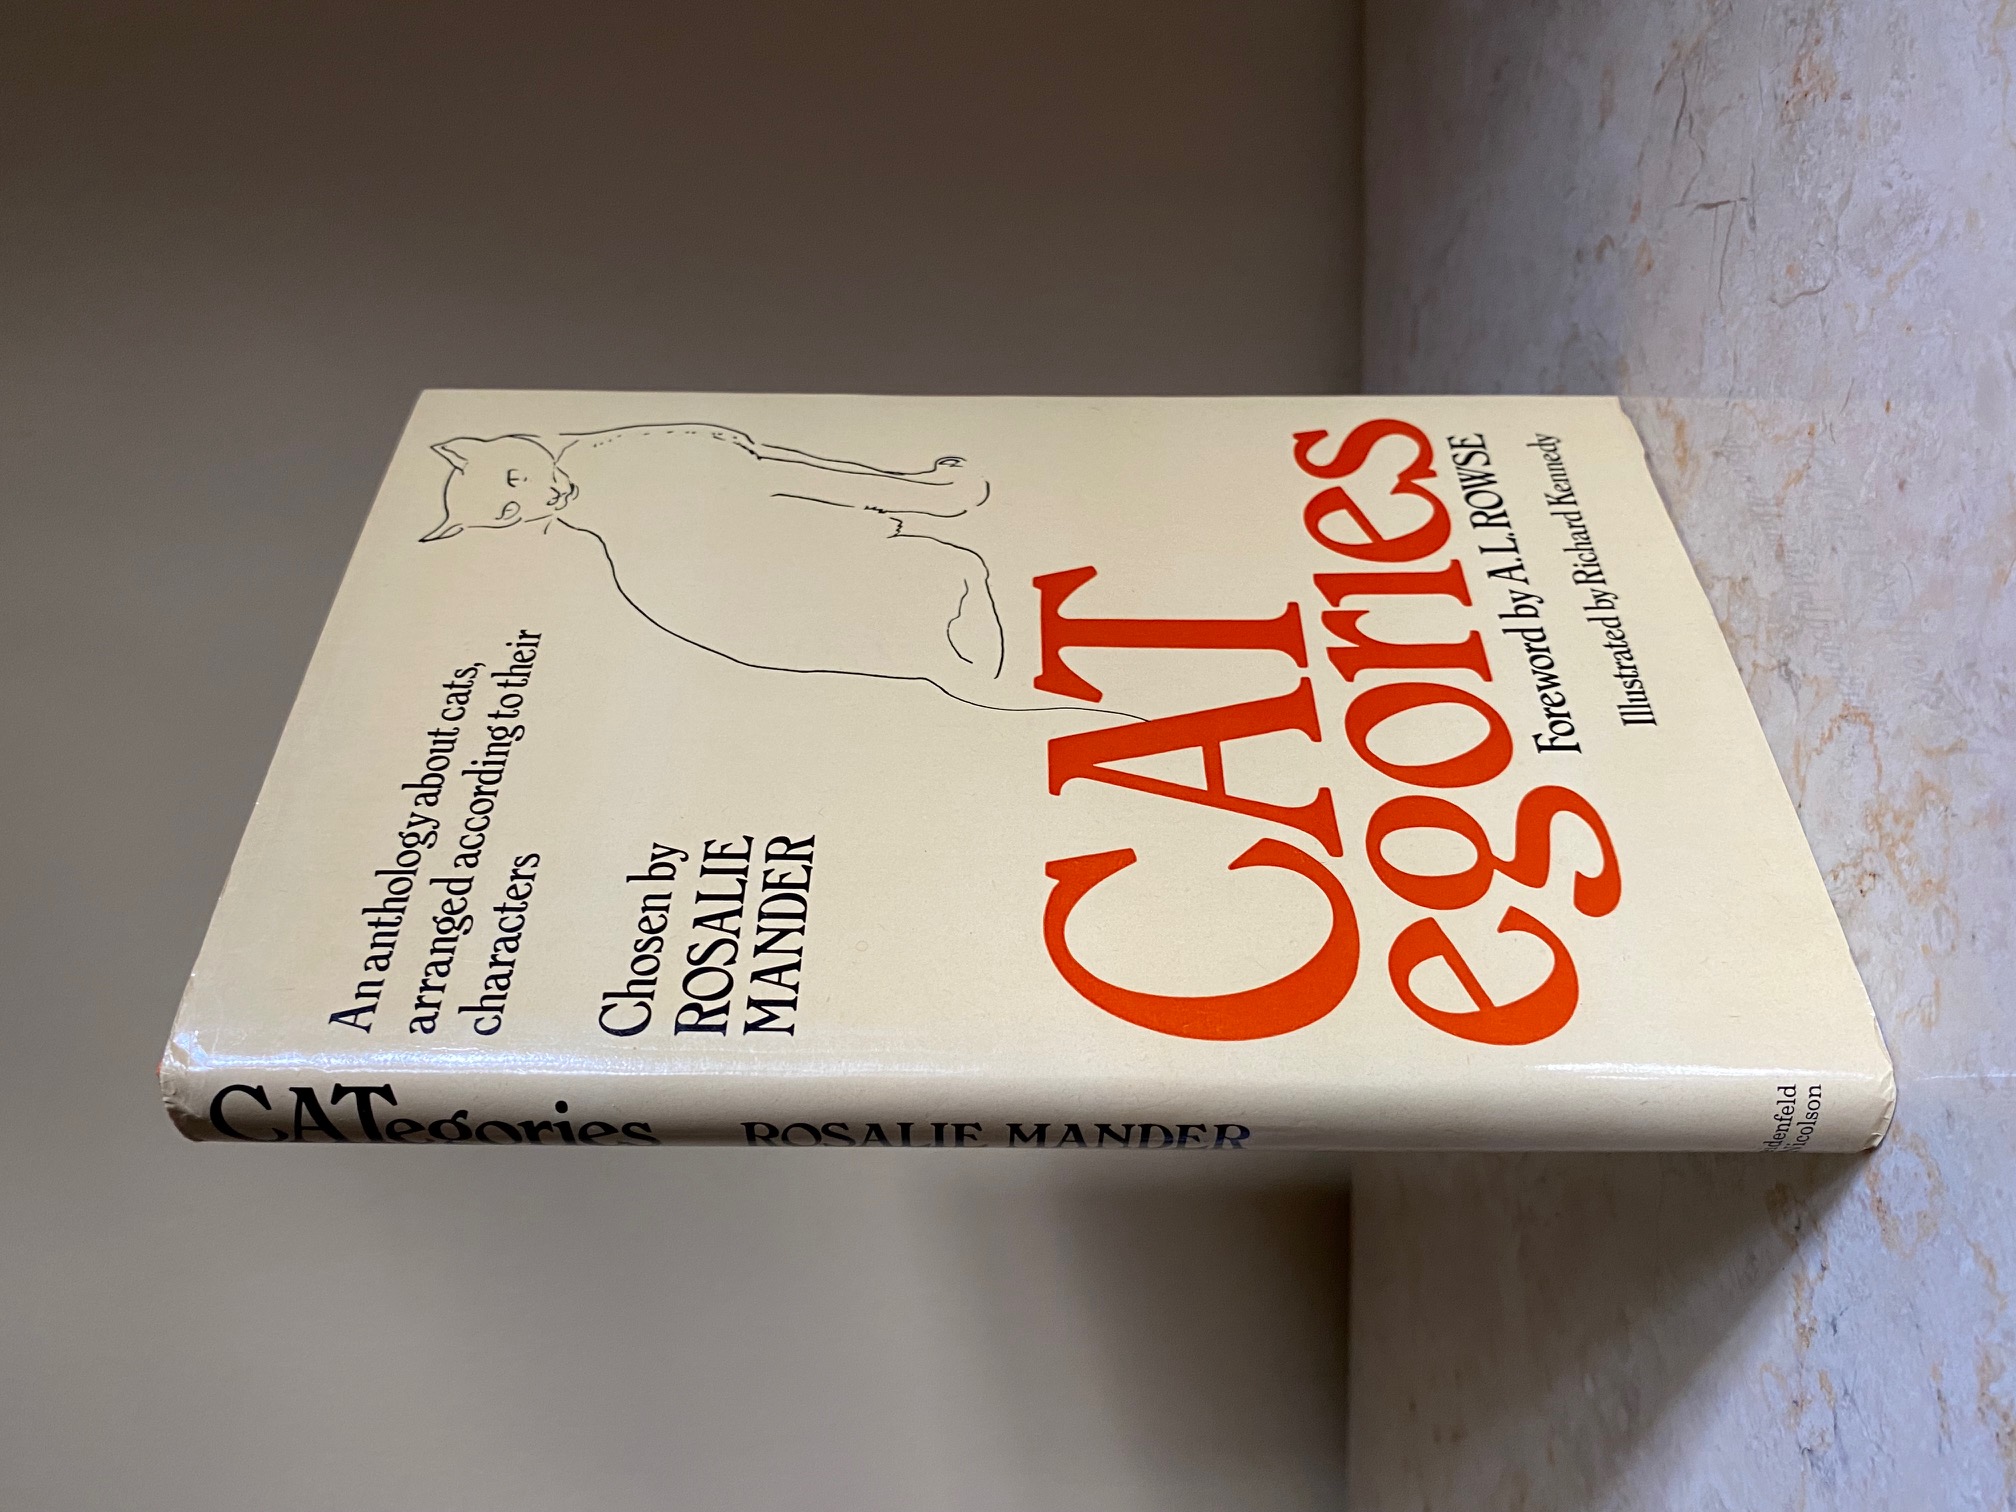 An anthology about cats,
arranged according to their
characters
Chosen by
ROSALIE
MANDER
CAT
egories
Foreword by A.L.ROWSE
Illustrated by Richard Kennedy
CATegories
ROSALIE MANDER